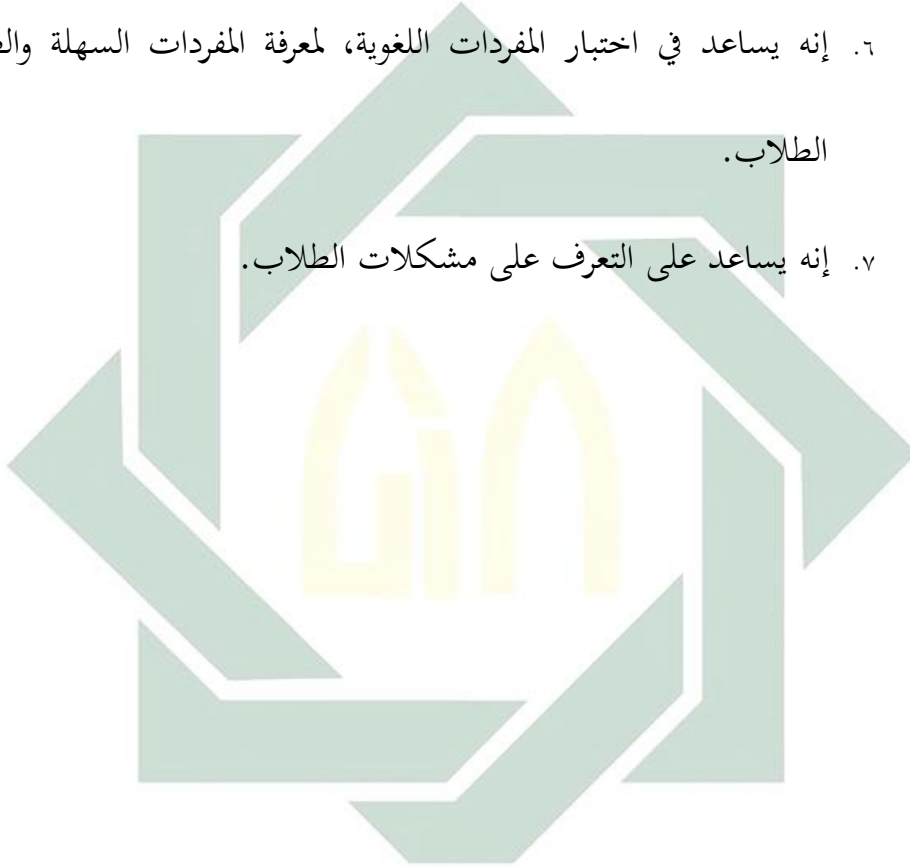 ٦. إنه يساعد في اختبار المفردات اللغوية، لمعرفة المفردات السهلة
الطلاب.
٧. إنه يساعد على التعرف على مشكلات الطلاب.